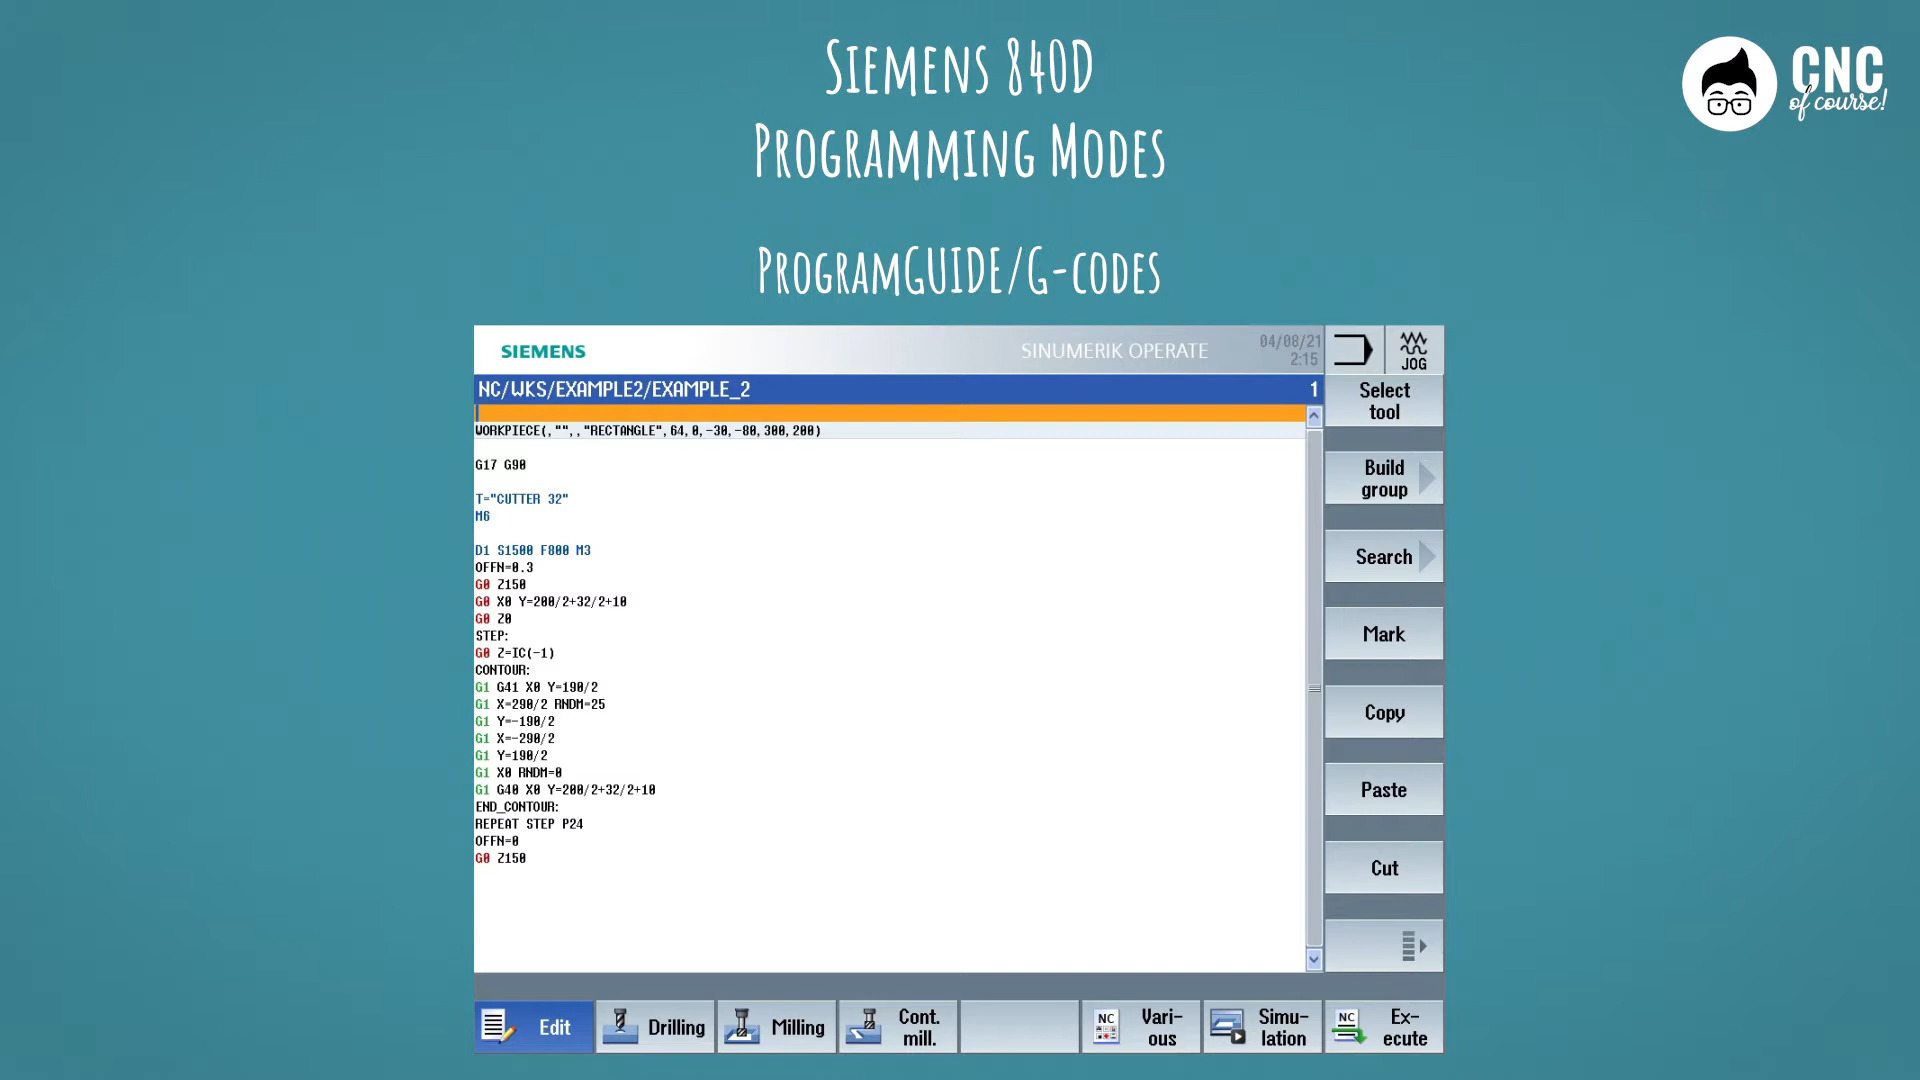 Siemens 840D
Programming Modes
CNC
of course!
ProgramGUIDE/G-codes
SIEMENS
SINUMERIK OPERATE
04/08/21
2:15
JOG
NC/WKS/EXAMPLE2/EXAMPLE_2
1
WORKPIECE(,"",,"RECTANGLE",64,0,-30,-80,300,200)
G17 G90
T="CUTTER 32"
M6
D1 S1500 F800 M3
OFFN=0.3
G0 Z150
G0 X0 Y=200/2+32/2+10
G0 Z0
STEP:
G0 Z=IC(-1)
CONTOUR:
G1 G41 X0 Y=190/2
G1 X=290/2 RNDM=25
G1 Y=-190/2
G1 X=-290/2
G1 Y=190/2
G1 X0 RNDM=0
G1 G40 X0 Y=200/2+32/2+10
END_CONTOUR:
REPEAT STEP P24
OFFN=0
G0 Z150
Select
tool
Build
group
Search
Mark
Copy
Paste
Cut
Edit
Drilling
Milling
Cont.
mill.
NC
Vari-
ous
Simu-
lation
NC
Ex-
ecute